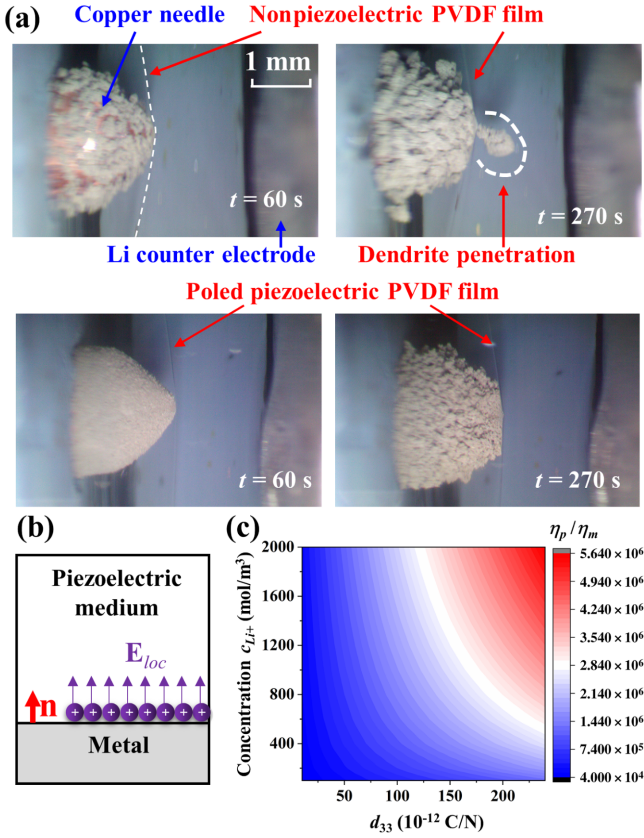 (a)
Copper needle
Nonpiezoelectric PVDF film
1 mm
t = 60 s
t = 270 s
Li counter electrode
Dendrite penetration
Poled piezoelectric PVDF film
t = 60 s
t = 270 s
(b)
Piezoelectric
medium
E_loc
n
+ + + + + + + +
Metal
(c)
η_p / η_m
Concentration c_Li+ (mol/m³)
2000
1600
1200
800
400
50 100 150 200
d₃₃ (10⁻¹² C/N)
5.640 × 10⁶
4.940 × 10⁶
4.240 × 10⁶
3.540 × 10⁶
2.840 × 10⁶
2.140 × 10⁶
1.440 × 10⁶
7.400 × 10⁵
4.000 × 10⁴